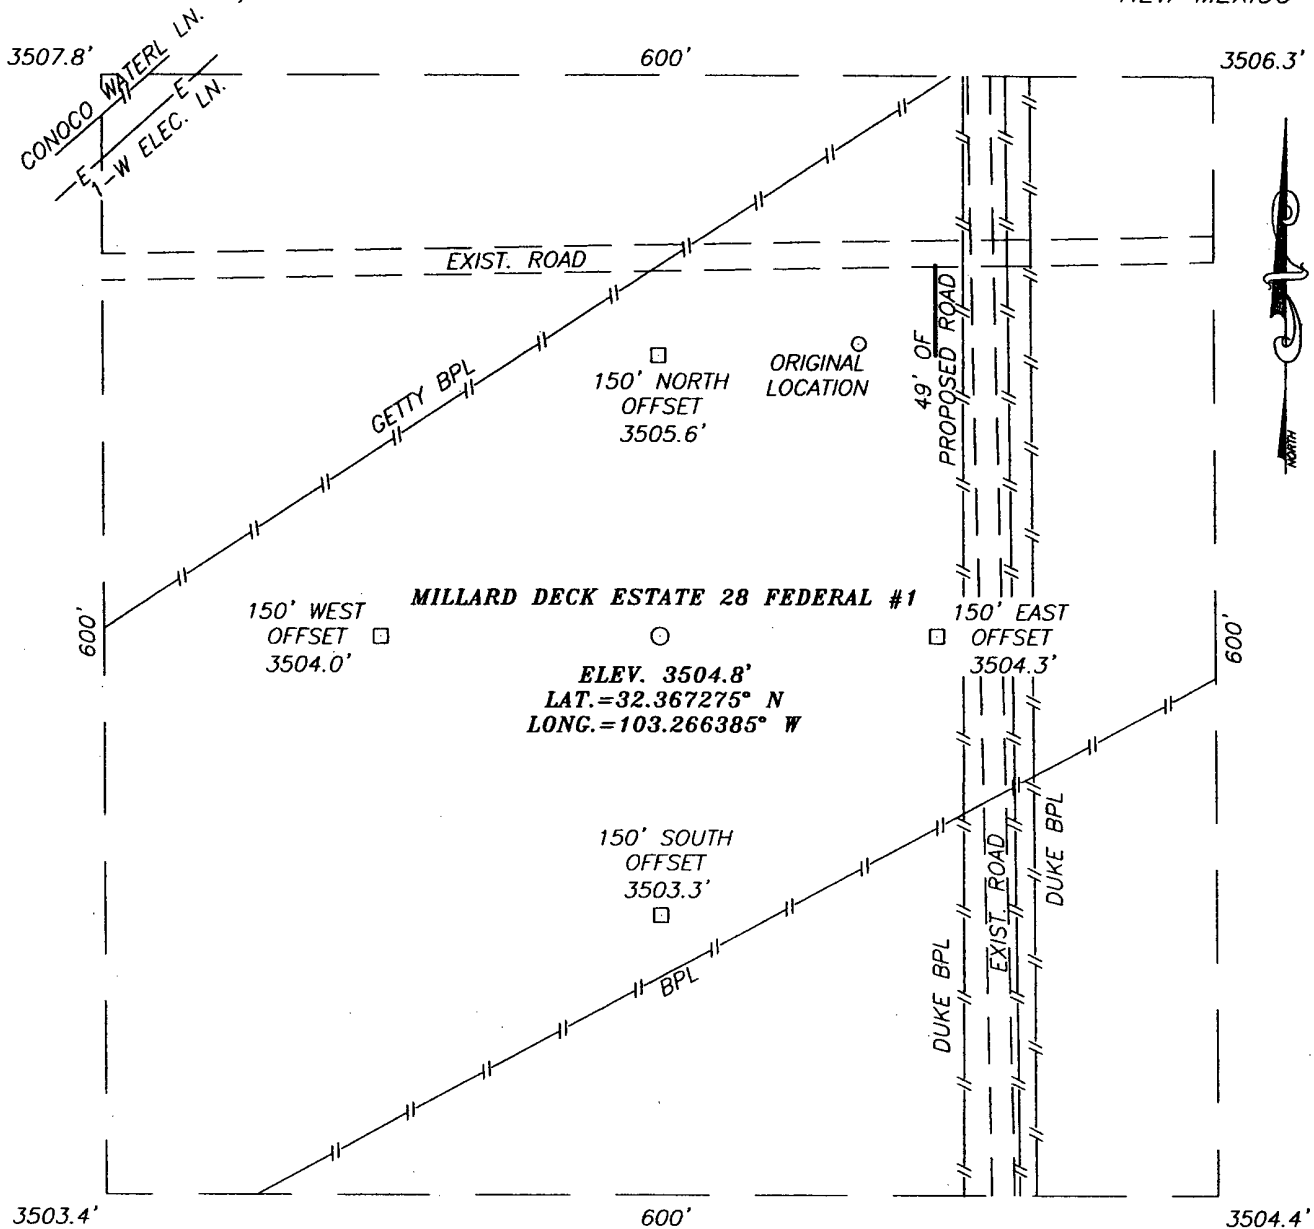 NEW MEXICO
CONOCO WATERL LN.
1-W ELEC. LN.
E
E
3507.8'
600'
3506.3'
EXIST. ROAD
GETTY BPL
150' NORTH
OFFSET
3505.6'
ORIGINAL
LOCATION
49' OF
PROPOSED ROAD
NORTH
600'
150' WEST
OFFSET
3504.0'
MILLARD DECK ESTATE 28 FEDERAL #1
ELEV. 3504.8'
LAT.=32.367275° N
LONG.=103.266385° W
150' EAST
OFFSET
3504.3'
600'
150' SOUTH
OFFSET
3503.3'
BPL
DUKE BPL
EXIST. ROAD
DUKE BPL
3503.4'
600'
3504.4'